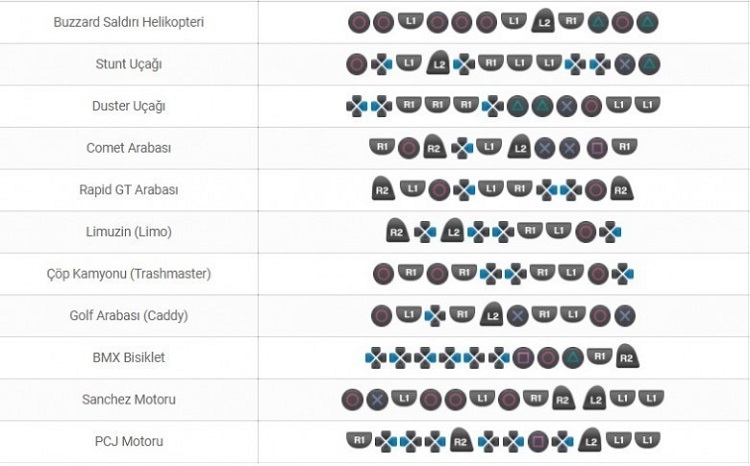 Buzzard Saldırı Helikopteri L1 L1 L2 R1
Stunt Uçağı L1 L2 R1 L1 L1
Duster Uçağı R1 R1 R1 L1 L1
Comet Arabası R1 R2 L1 L2 R1
Rapid GT Arabası R2 L1 L1 R1 R2
Limuzin (Limo) R2 L2 R1 L1
Çöp Kamyonu (Trashmaster) R1 R1 R1 L1
Golf Arabası (Caddy) L1 R1 L2 R1 L1
BMX Bisiklet R1 R2
Sanchez Motoru L1 L1 R1 R2 L2 L1 L1
PCJ Motoru R1 R2 L2 L1 L1